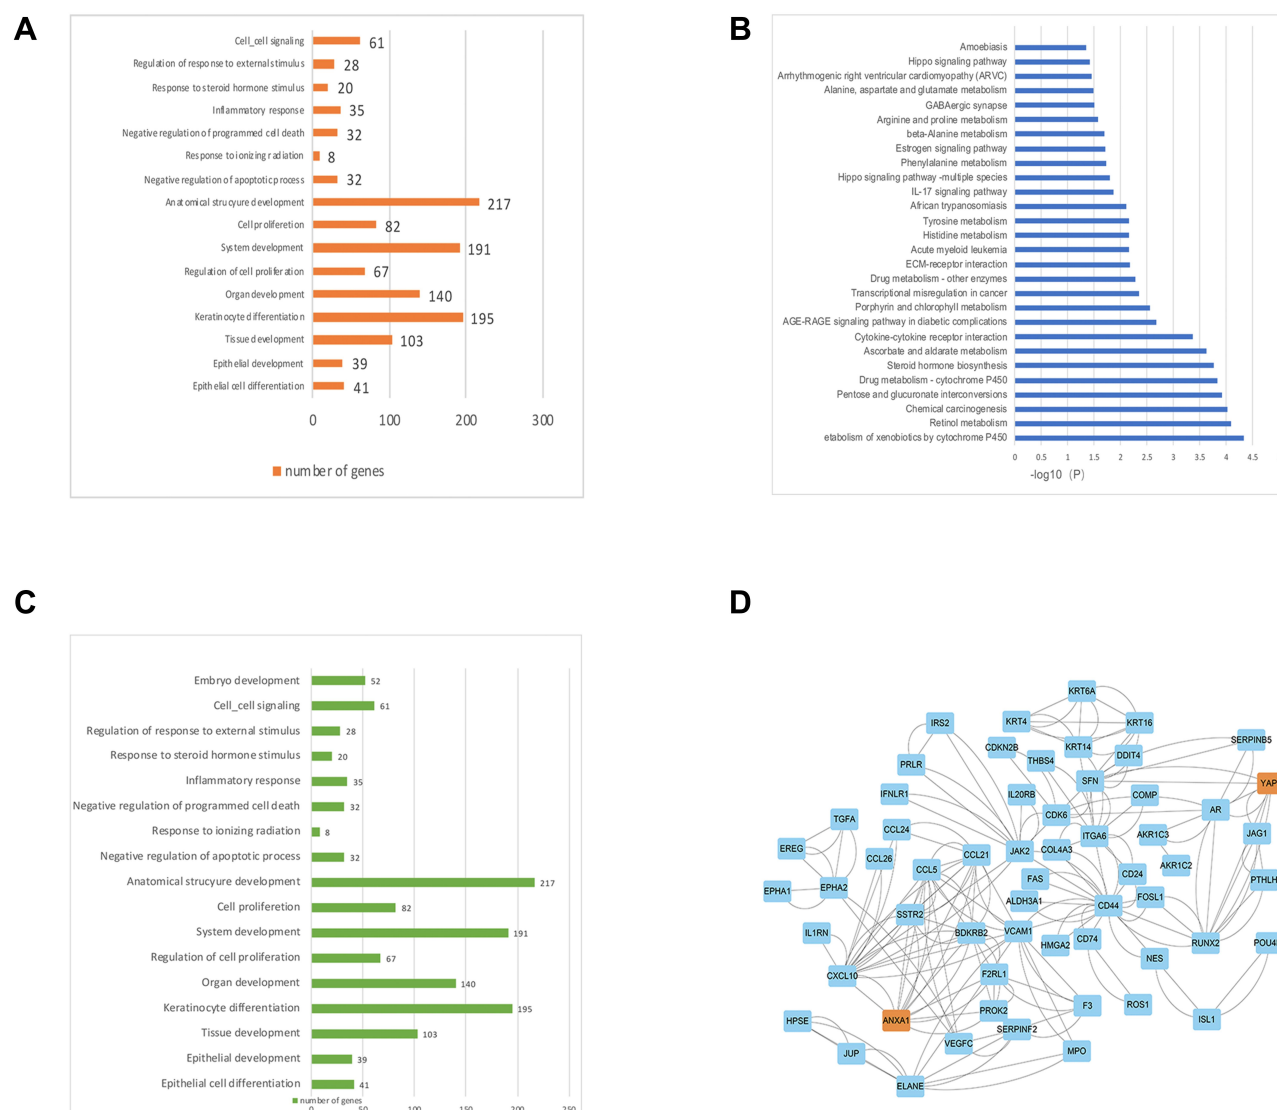 A
Cell_cell signaling
61
Regulation of response to external stimulus
28
Response to steroid hormone stimulus
20
Inflammatory response
35
Negative regulation of programmed cell death
32
Response to ionizing radiation
8
Negative regulation of apoptotic process
32
Anatomical strucyure development
217
Cell proliferetion
82
System development
191
Regulation of cell proliferation
67
Organ development
140
Keratinocyte differentiation
195
Tissue development
103
Epithelial development
39
Epithelial cell differentiation
41
0 100 200 300
number of genes
B
Amoebiasis
Hippo signaling pathway
Arrhythmogenic right ventricular cardiomyopathy (ARVC)
Alanine, aspartate and glutamate metabolism
GABAergic synapse
Arginine and proline metabolism
beta-Alanine metabolism
Estrogen signaling pathway
Phenylalanine metabolism
Hippo signaling pathway -multiple species
IL-17 signaling pathway
African trypanosomiasis
Tyrosine metabolism
Histidine metabolism
Acute myeloid leukemia
ECM-receptor interaction
Drug metabolism - other enzymes
Transcriptional misregulation in cancer
Porphyrin and chlorophyll metabolism
AGE-RAGE signaling pathway in diabetic complications
Cytokine-cytokine receptor interaction
Ascorbate and aldarate metabolism
Steroid hormone biosynthesis
Drug metabolism - cytochrome P450
Pentose and glucuronate interconversions
Chemical carcinogenesis
Retinol metabolism
etabolism of xenobiotics by cytochrome P450
0 0.5 1 1.5 2 2.5 3 3.5 4 4.5
-log10 (P)
C
Embryo development
52
Cell_cell signaling
61
Regulation of response to external stimulus
28
Response to steroid hormone stimulus
20
Inflammatory response
35
Negative regulation of programmed cell death
32
Response to ionizing radiation
8
Negative regulation of apoptotic process
32
Anatomical strucyure development
217
Cell proliferetion
82
System development
191
Regulation of cell proliferation
67
Organ development
140
Keratinocyte differentiation
195
Tissue development
103
Epithelial development
39
Epithelial cell differentiation
41
number of genes
0 50 100 150 200 250
D
KRT6A
IRS2
KRT4
KRT16
SERPINB5
CDKN2B
KRT14
THBS4
DDIT4
PRLR
SFN
YAP
IFNLR1
IL20RB
COMP
CDK6
AR
TGFA
CCL24
ITGA6
AKR1C3
JAG1
EREG
CCL26
CCL21
JAK2
COL4A3
AKR1C2
CCL5
FAS
CD24
PTHLH
EPHA1
EPHA2
ALDH3A1
CD44
FOSL1
SSTR2
IL1RN
BDKRB2
VCAM1
HMGA2
CD74
RUNX2
POU4
NES
CXCL10
F2RL1
F3
ROS1
PROK2
HPSE
ANXA1
SERPINF2
ISL1
JUP
VEGFC
MPO
ELANE